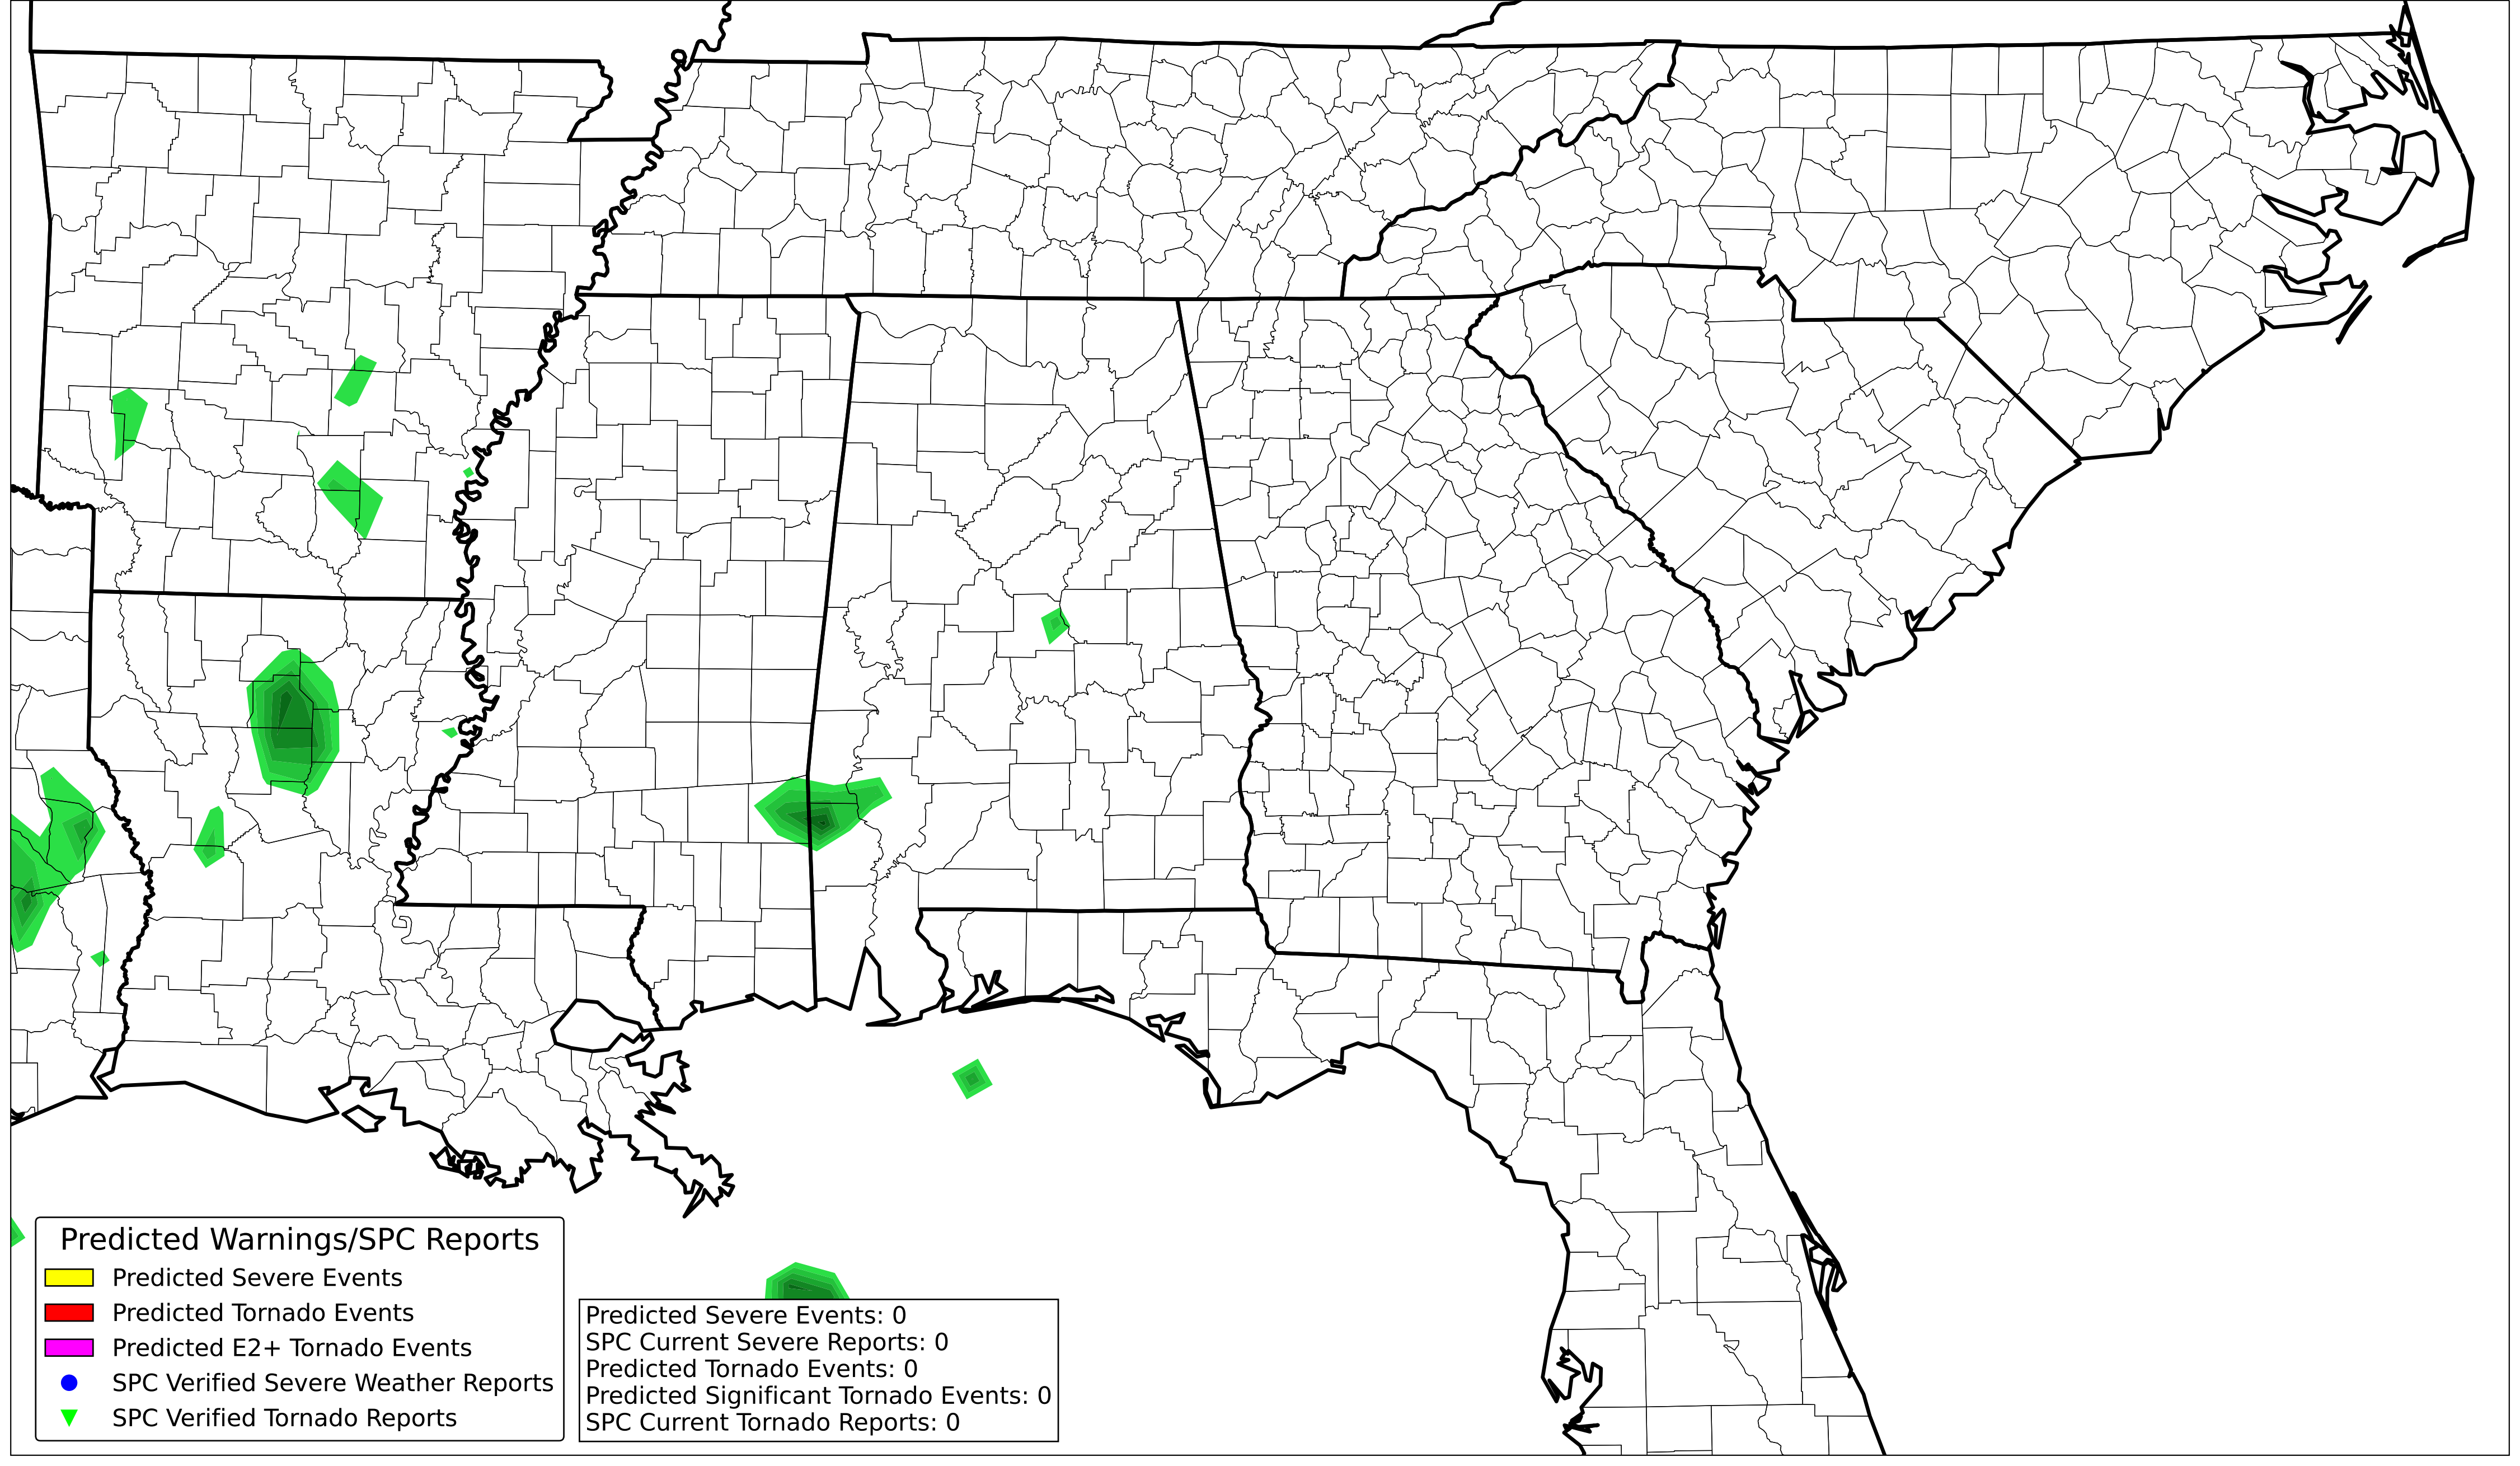 Predicted Warnings/SPC Reports
Predicted Severe Events
Predicted Tornado Events
Predicted E2+ Tornado Events
SPC Verified Severe Weather Reports
SPC Verified Tornado Reports
Predicted Severe Events: 0
SPC Current Severe Reports: 0
Predicted Tornado Events: 0
Predicted Significant Tornado Events: 0
SPC Current Tornado Reports: 0